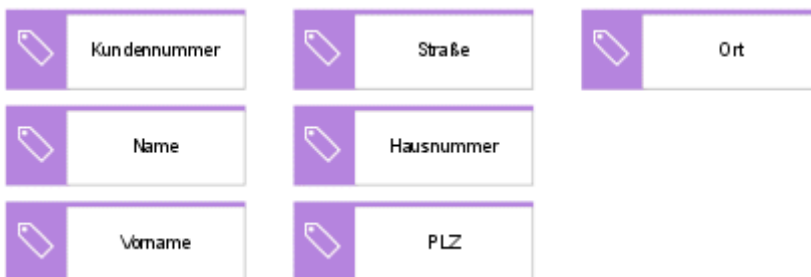 Kundennummer
Name
Vorname
Straße
Hausnummer
PLZ
Ort